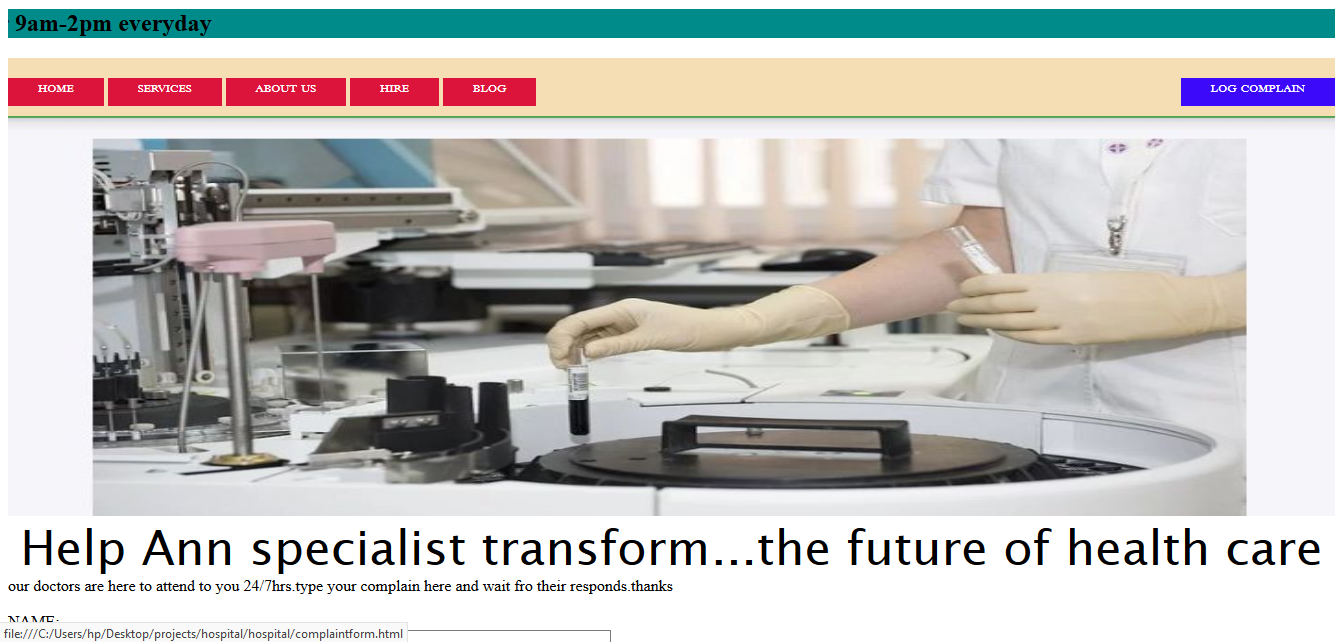 9am-2pm everyday
HOME SERVICES ABOUT US HIRE BLOG LOG COMPLAIN
Help Ann specialist transform...the future of health care
our doctors are here to attend to you 24/7hrs.type your complain here and wait fro their responds.thanks
NAME:
file:///C:/Users/hp/Desktop/projects/hospital/hospital/complaintform.html